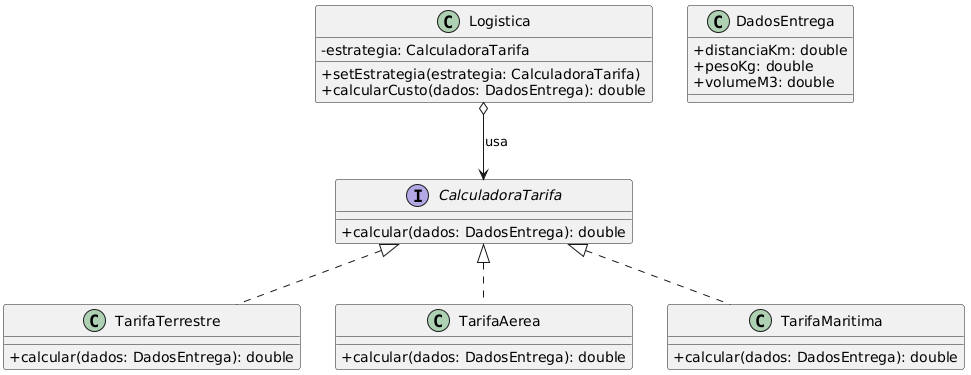 C Logistica
-estrategia: CalculadoraTarifa
+setEstrategia(estrategia: CalculadoraTarifa)
+calcularCusto(dados: DadosEntrega): double
C DadosEntrega
+distanciaKm: double
+pesoKg: double
+volumeM3: double
usa
I CalculadoraTarifa
+calcular(dados: DadosEntrega): double
C TarifaTerrestre
+calcular(dados: DadosEntrega): double
C TarifaAerea
+calcular(dados: DadosEntrega): double
C TarifaMaritima
+calcular(dados: DadosEntrega): double